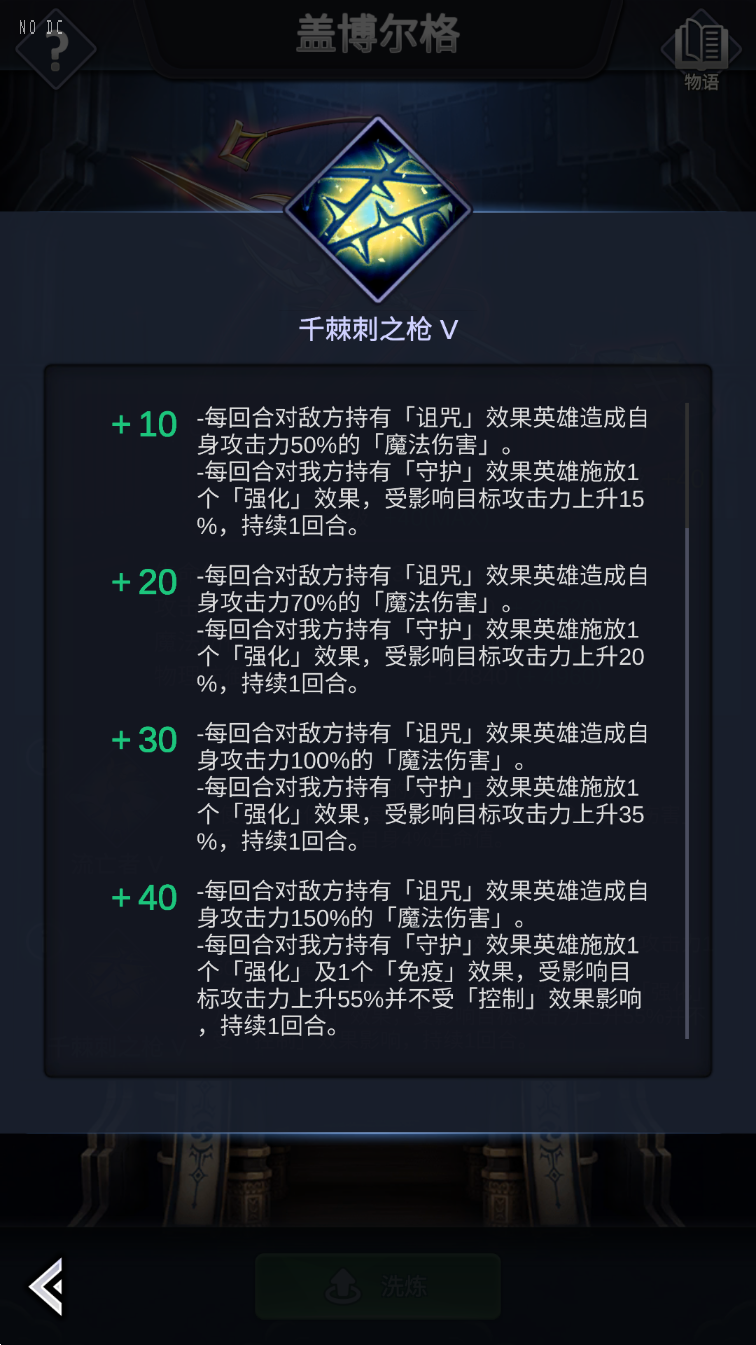 NO DC
盖博尔格
物语
千棘刺之枪 V
+10
-每回合对敌方持有「诅咒」效果英雄造成自
身攻击力50%的「魔法伤害」。
-每回合对我方持有「守护」效果英雄施放1
个「强化」效果，受影响目标攻击力上升15
%，持续1回合。
+20
-每回合对敌方持有「诅咒」效果英雄造成自
身攻击力70%的「魔法伤害」。
-每回合对我方持有「守护」效果英雄施放1
个「强化」效果，受影响目标攻击力上升20
%，持续1回合。
+30
-每回合对敌方持有「诅咒」效果英雄造成自
身攻击力100%的「魔法伤害」。
-每回合对我方持有「守护」效果英雄施放1
个「强化」效果，受影响目标攻击力上升35
%，持续1回合。
+40
-每回合对敌方持有「诅咒」效果英雄造成自
身攻击力150%的「魔法伤害」。
-每回合对我方持有「守护」效果英雄施放1
个「强化」及1个「免疫」效果，受影响目
标攻击力上升55%并不受「控制」效果影响
，持续1回合。
洗炼